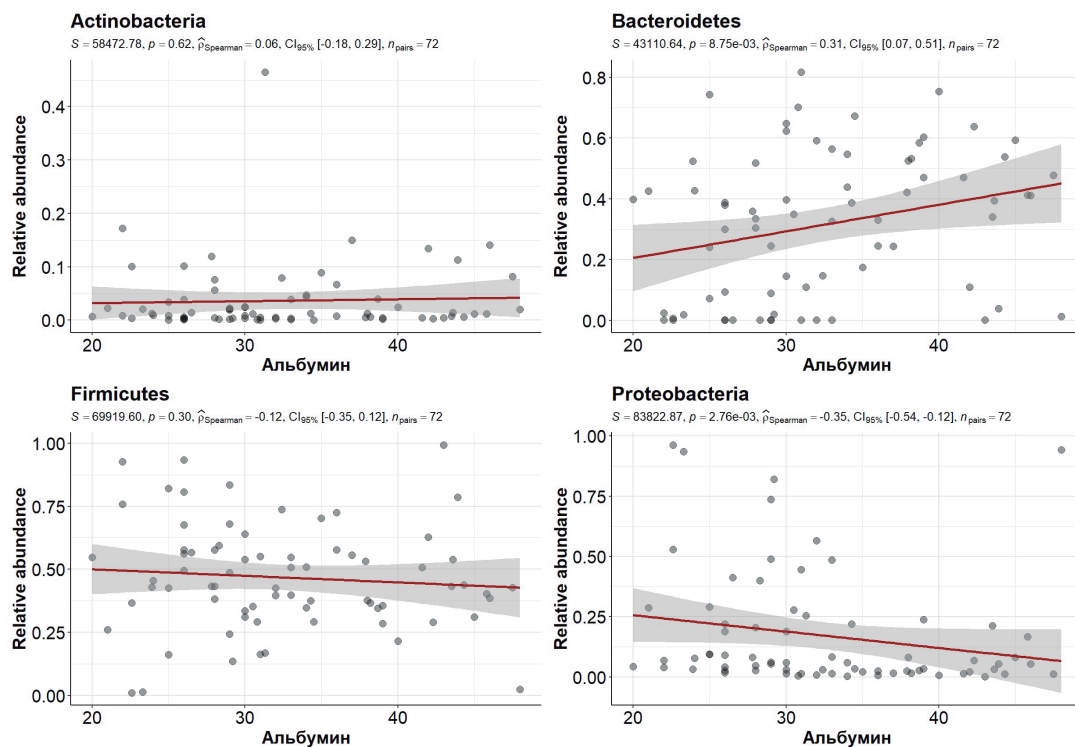 Actinobacteria
S = 58472.78, p = 0.62, ρ̂Spearman = 0.06, CI95% [-0.18, 0.29], npairs = 72
0.4
0.3
0.2
0.1
0.0
Relative abundance
20 30 40
Альбумин
Bacteroidetes
S = 43110.64, p = 8.75e-03, ρ̂Spearman = 0.31, CI95% [0.07, 0.51], npairs = 72
0.8
0.6
0.4
0.2
0.0
Relative abundance
20 30 40
Альбумин
Firmicutes
S = 69919.60, p = 0.30, ρ̂Spearman = -0.12, CI95% [-0.35, 0.12], npairs = 72
1.00
0.75
0.50
0.25
0.00
Relative abundance
20 30 40
Альбумин
Proteobacteria
S = 83822.87, p = 2.76e-03, ρ̂Spearman = -0.35, CI95% [-0.54, -0.12], npairs = 72
1.00
0.75
0.50
0.25
0.00
Relative abundance
20 30 40
Альбумин